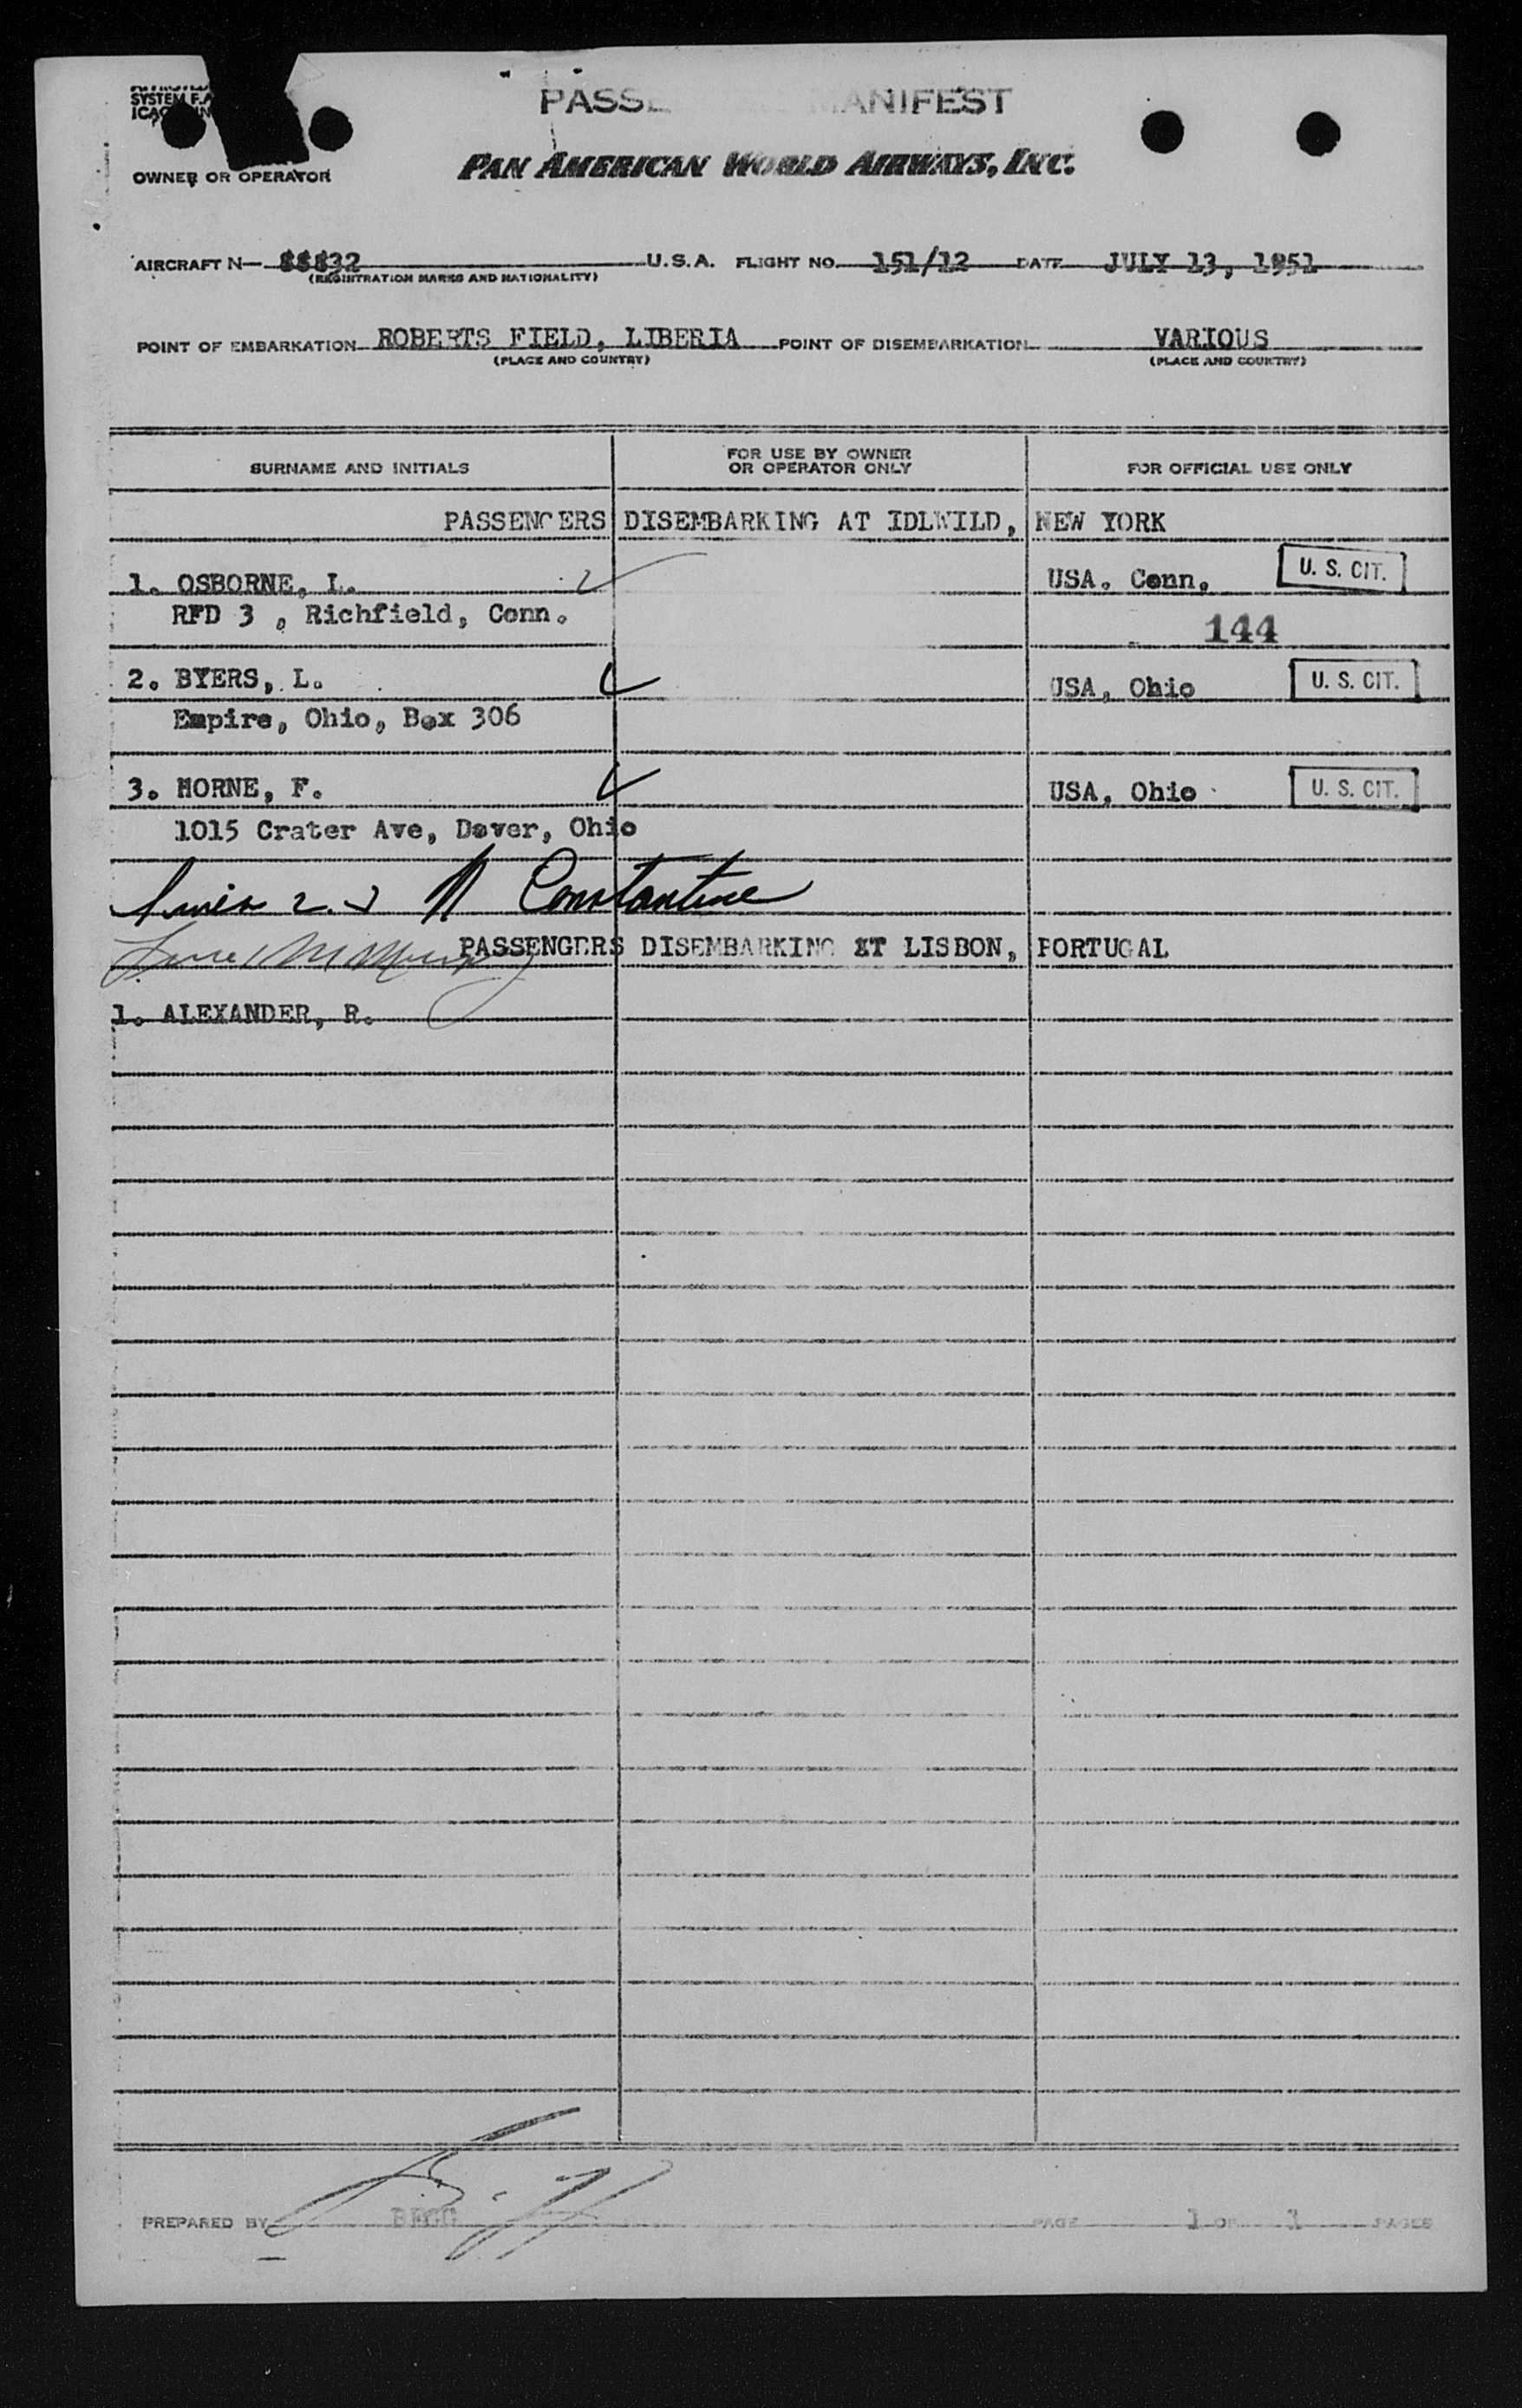 SYSTEM F.A
OWNER OR OPERATOR
PASSE MANIFEST
PAN AMERICAN WORLD AIRWAYS, INC.
AIRCRAFT N— 88832 U.S.A. FLIGHT NO. 151/12 DATE JULY 13, 1951
(REGISTRATION MARKS AND NATIONALITY)
POINT OF EMBARKATION ROBERTS FIELD, LIBERIA POINT OF DISEMBARKATION VARIOUS
(PLACE AND COUNTRY) (PLACE AND COUNTRY)
SURNAME AND INITIALS FOR USE BY OWNER OR OPERATOR ONLY FOR OFFICIAL USE ONLY
PASSENGERS DISEMBARKING AT IDLWILD, NEW YORK
1. OSBORNE, I. USA. Conn. U. S. CIT.
RFD 3 , Richfield, Conn. 144
2. BYERS, L. USA, Ohio U. S. CIT.
Empire, Ohio, Box 306
3. HORNE, F. USA, Ohio U. S. CIT.
1015 Crater Ave, Dover, Ohio
N Constantine
PASSENGERS DISEMBARKING AT LISBON, PORTUGAL
1. ALEXANDER, R.
PREPARED BY BEGG PAGE 1 OF 1 PAGES